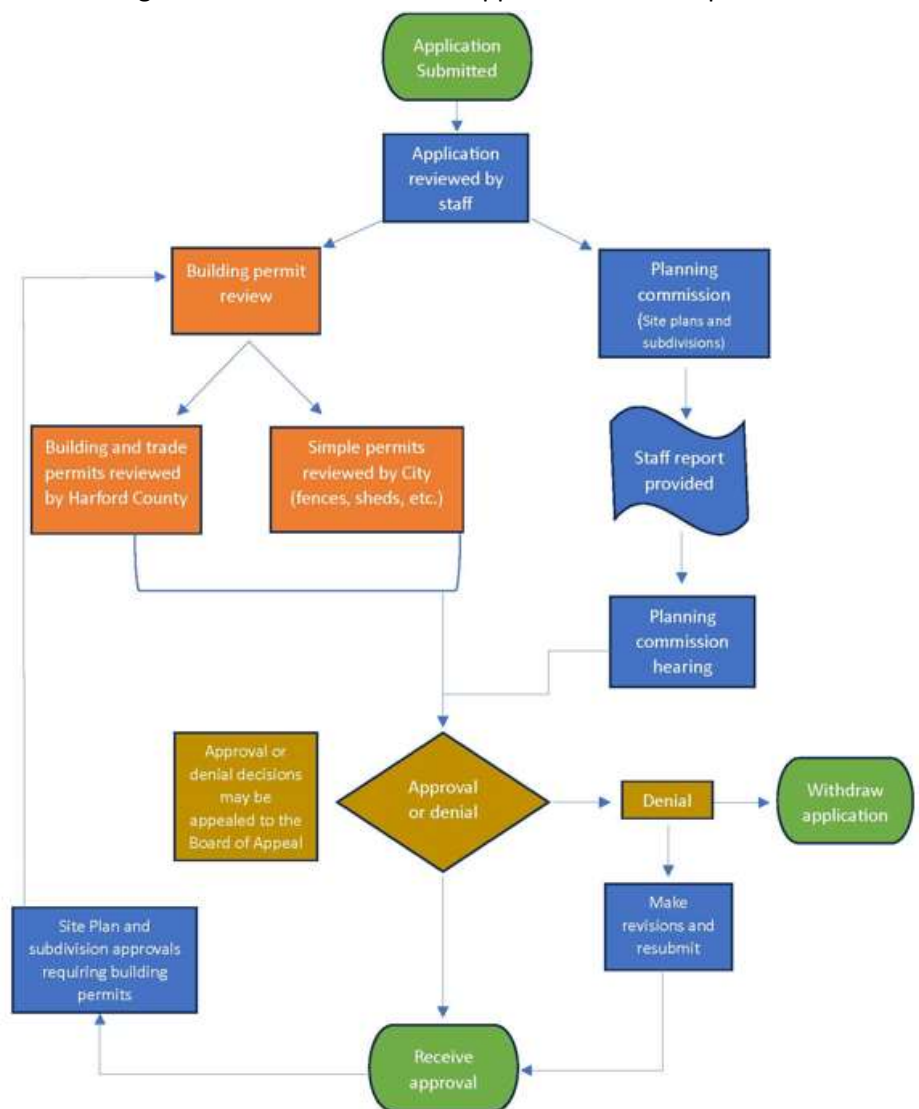 Application
Submitted
Application
reviewed by
staff
Building permit
review
Planning
commission
(Site plans and
subdivisions)
Building and trade
permits reviewed
by Harford County
Simple permits
reviewed by City
(fences, sheds, etc.)
Staff report
provided
Planning
commission
hearing
Approval or
denial decisions
may be
appealed to the
Board of Appeal
Approval
or denial
Denial
Withdraw
application
Make
revisions and
resubmit
Site Plan and
subdivision approvals
requiring building
permits
Receive
approval